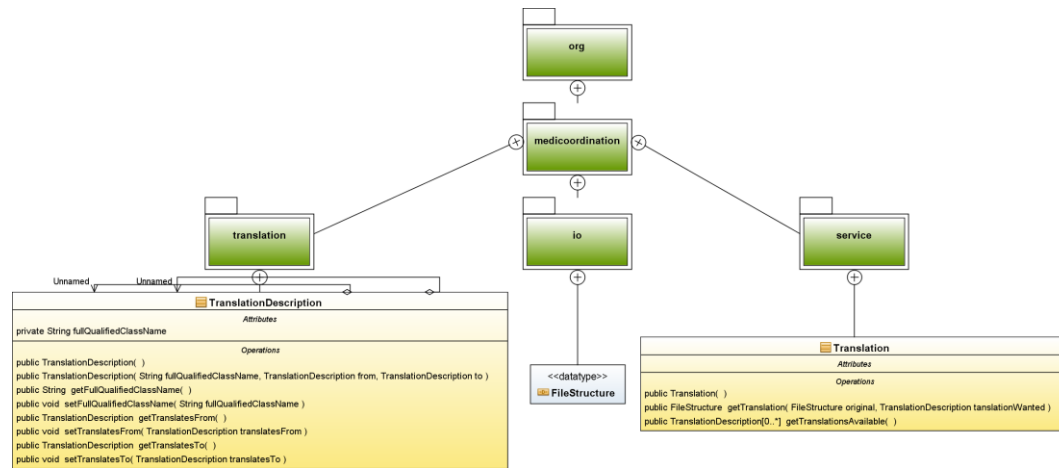 org
medicoordination
translation
io
service
Unnamed
Unnamed
TranslationDescription
Attributes
private String fullQualifiedClassName
Operations
public TranslationDescription( )
public TranslationDescription( String fullQualifiedClassName, TranslationDescription from, TranslationDescription to )
public String getFullQualifiedClassName( )
public void setFullQualifiedClassName( String fullQualifiedClassName )
public TranslationDescription getTranslatesFrom( )
public void setTranslatesFrom( TranslationDescription translatesFrom )
public TranslationDescription getTranslatesTo( )
public void setTranslatesTo( TranslationDescription translatesTo )
<<datatype>>
FileStructure
Translation
Attributes
Operations
public Translation( )
public FileStructure getTranslation( FileStructure original, TranslationDescription tanslationWanted )
public TranslationDescription[0..*] getTranslationsAvailable( )